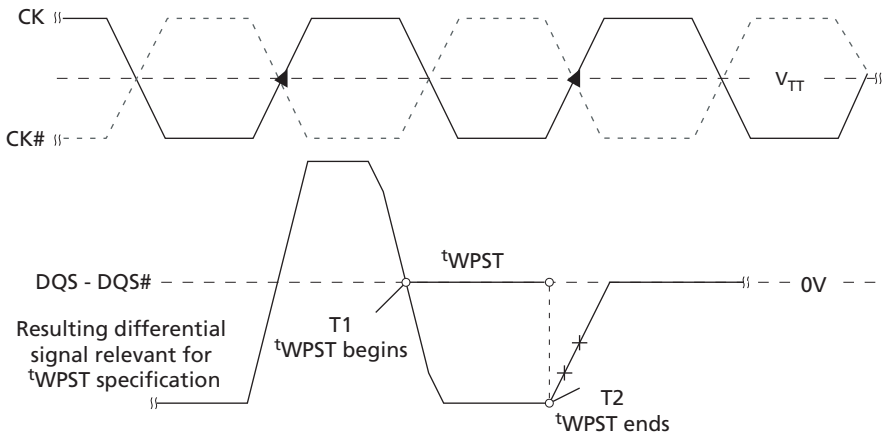 CK
V_TT
CK#
tWPST
DQS - DQS#
0V
Resulting differential
signal relevant for
tWPST specification
T1
tWPST begins
T2
tWPST ends